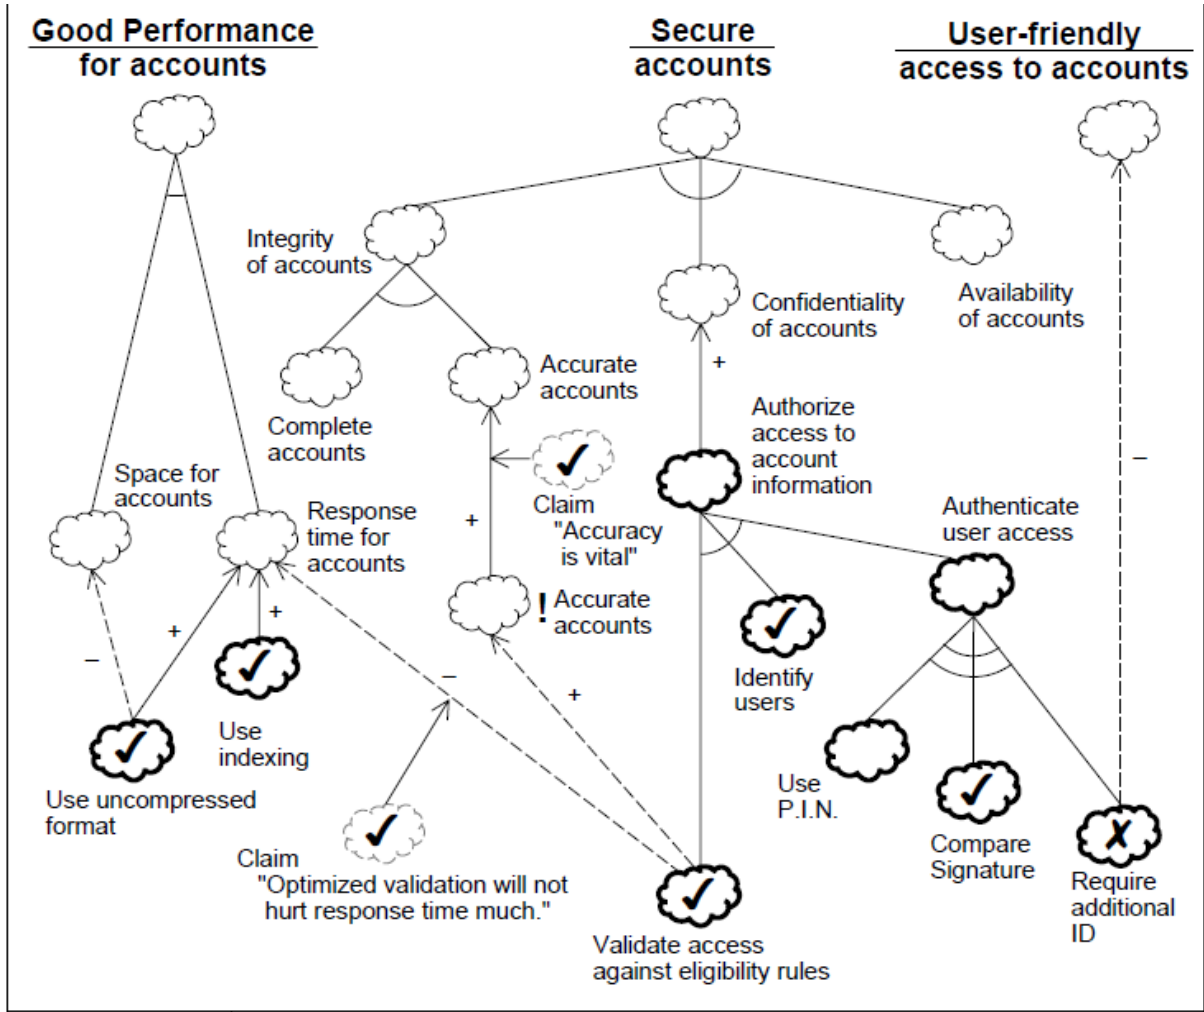 Good Performance
for accounts
Secure
accounts
User-friendly
access to accounts
Integrity
of accounts
Confidentiality
of accounts
Availability
of accounts
Complete
accounts
Accurate
accounts
+
Authorize
access to
account
information
–
Space for
accounts
Response
time for
accounts
+
Claim
"Accuracy
is vital"
Authenticate
user access
! Accurate
accounts
+
+
–
–
+
Identify
users
Use
indexing
Use uncompressed
format
Use
P.I.N.
Compare
Signature
Require
additional
ID
Claim
"Optimized validation will not
hurt response time much."
Validate access
against eligibility rules